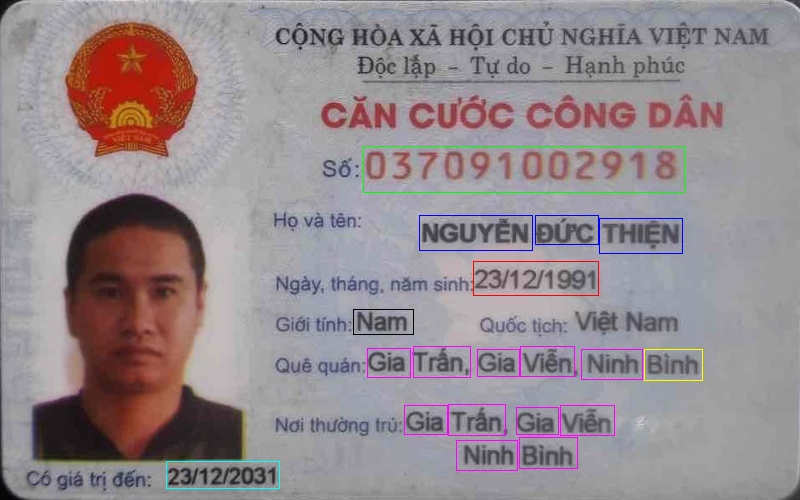 CỘNG HÒA XÃ HỘI CHỦ NGHĨA VIỆT NAM
Độc lập - Tự do - Hạnh phúc
CĂN CƯỚC CÔNG DÂN
Số: 037091002918
Họ và tên: NGUYỄN ĐỨC THIỆN
Ngày, tháng, năm sinh: 23/12/1991
Giới tính: Nam Quốc tịch: Việt Nam
Quê quán: Gia Trấn, Gia Viễn, Ninh Bình
Nơi thường trú: Gia Trấn, Gia Viễn
Ninh Bình
Có giá trị đến: 23/12/2031